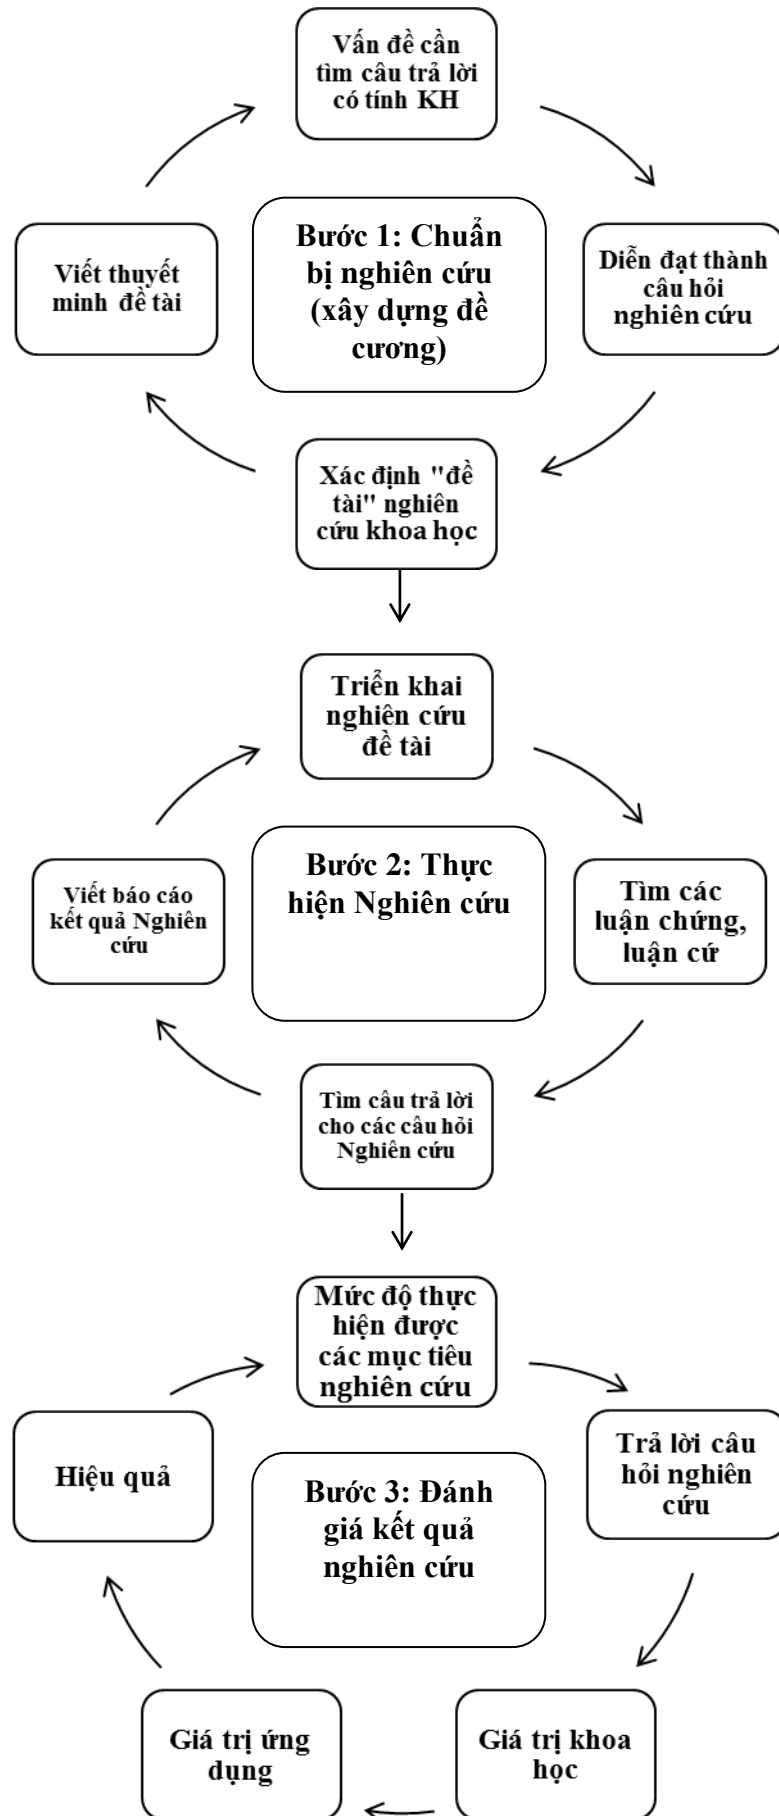 Vấn đề cần
tìm câu trả lời
có tính KH
Bước 1: Chuẩn
bị nghiên cứu
(xây dựng đề
cương)
Viết thuyết
minh đề tài
Diễn đạt thành
câu hỏi
nghiên cứu
Xác định "đề
tài" nghiên
cứu khoa học
Triển khai
nghiên cứu
đề tài
Bước 2: Thực
hiện Nghiên cứu
Viết báo cáo
kết quả Nghiên
cứu
Tìm các
luận chứng,
luận cứ
Tìm câu trả lời
cho các câu hỏi
Nghiên cứu
Mức độ thực
hiện được
các mục tiêu
nghiên cứu
Hiệu quả
Bước 3: Đánh
giá kết quả
nghiên cứu
Trả lời câu
hỏi nghiên
cứu
Giá trị ứng
dụng
Giá trị khoa
học